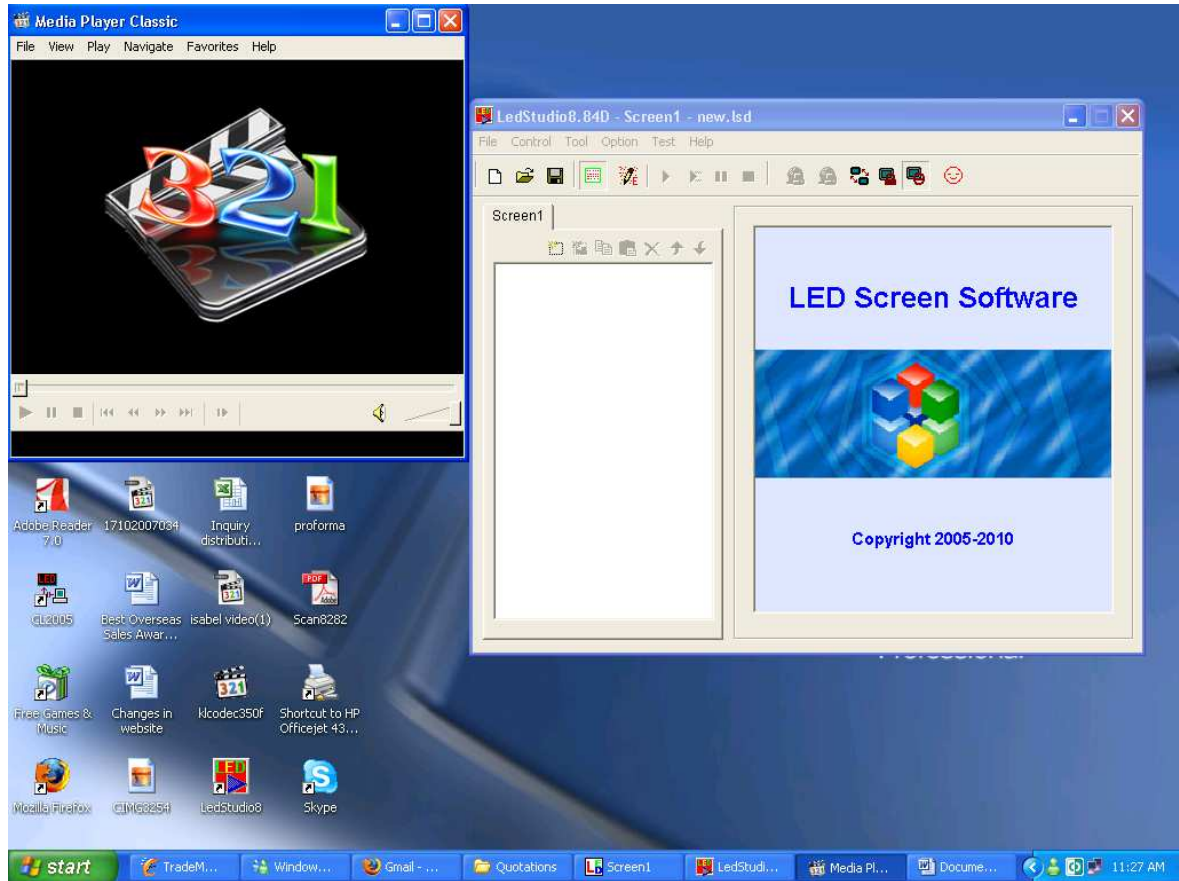 Media Player Classic
File View Play Navigate Favorites Help
321
LedStudio8.84D - Screen1 - new.lsd
File Control Tool Option Test Help
Screen1
LED Screen Software
Copyright 2005-2010
Professional
Adobe Reader 7.0
17102007034
Inquiry distributi...
proforma
CL2005
Best Overseas Sales Awar...
isabel video(1)
Scan8282
Free Games & Music
Changes in website
klcodec350f
Shortcut to HP Officejet 43...
Mozilla Firefox
CIMG3254
LedStudio8
Skype
start
TradeM...
Window...
Gmail - ...
Quotations
Screen1
LedStudi...
Media Pl...
Docume...
11:27 AM